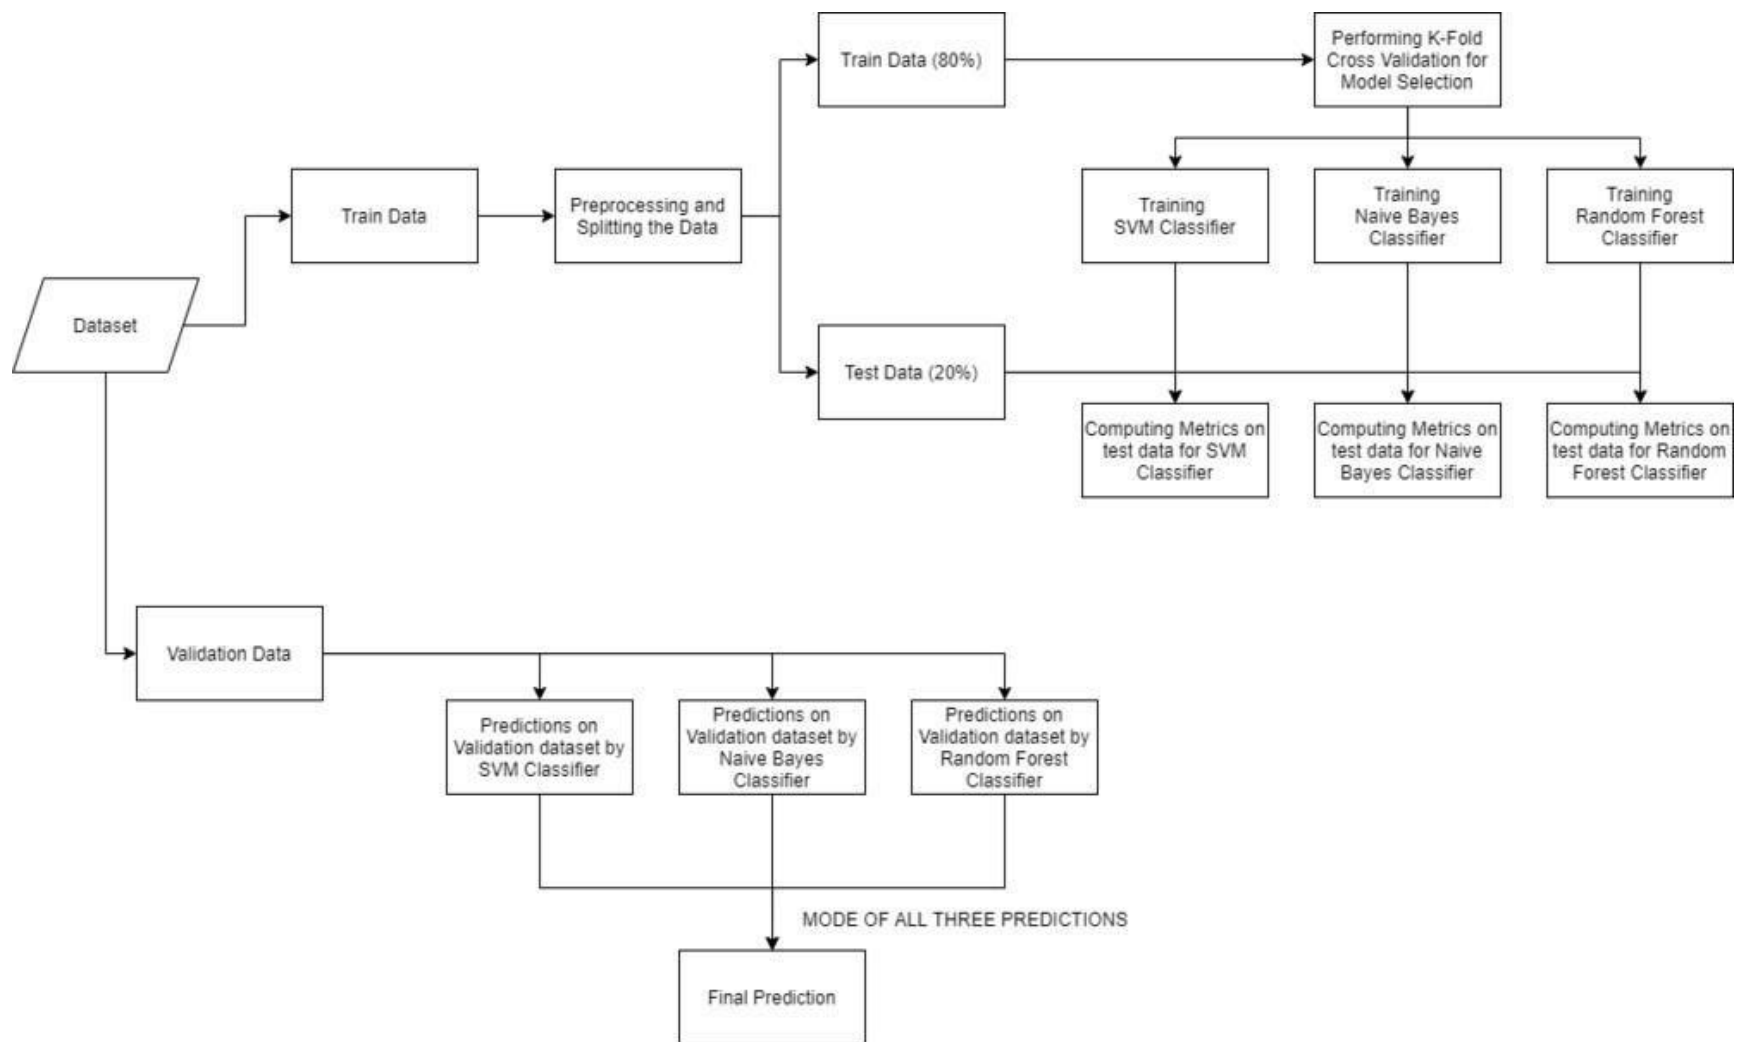 Train Data (80%)
Performing K-Fold
Cross Validation for
Model Selection
Train Data
Preprocessing and
Splitting the Data
Training
SVM Classifier
Training
Naive Bayes
Classifier
Training
Random Forest
Classifier
Dataset
Test Data (20%)
Computing Metrics on
test data for SVM
Classifier
Computing Metrics on
test data for Naive
Bayes Classifier
Computing Metrics on
test data for Random
Forest Classifier
Validation Data
Predictions on
Validation dataset by
SVM Classifier
Predictions on
Validation dataset by
Naive Bayes
Classifier
Predictions on
Validation dataset by
Random Forest
Classifier
MODE OF ALL THREE PREDICTIONS
Final Prediction